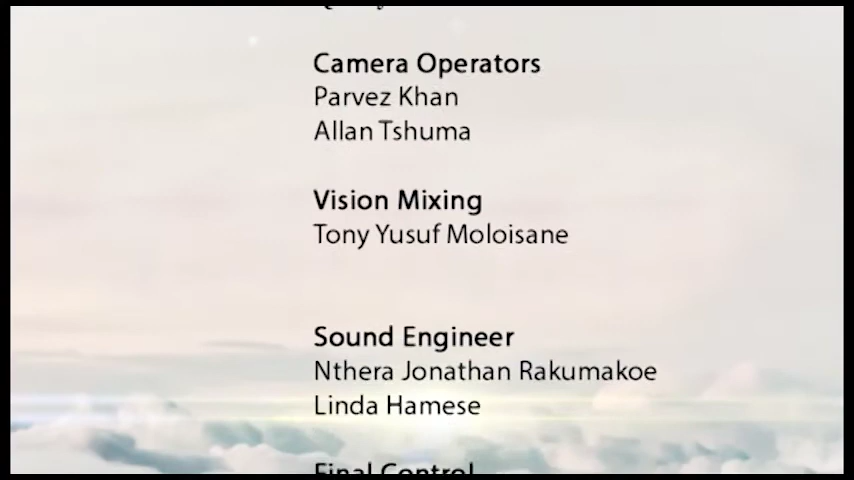 Camera Operators
Parvez Khan
Allan Tshuma
Vision Mixing
Tony Yusuf Moloisane
Sound Engineer
Nthera Jonathan Rakumakoe
Linda Hamese
Final Control